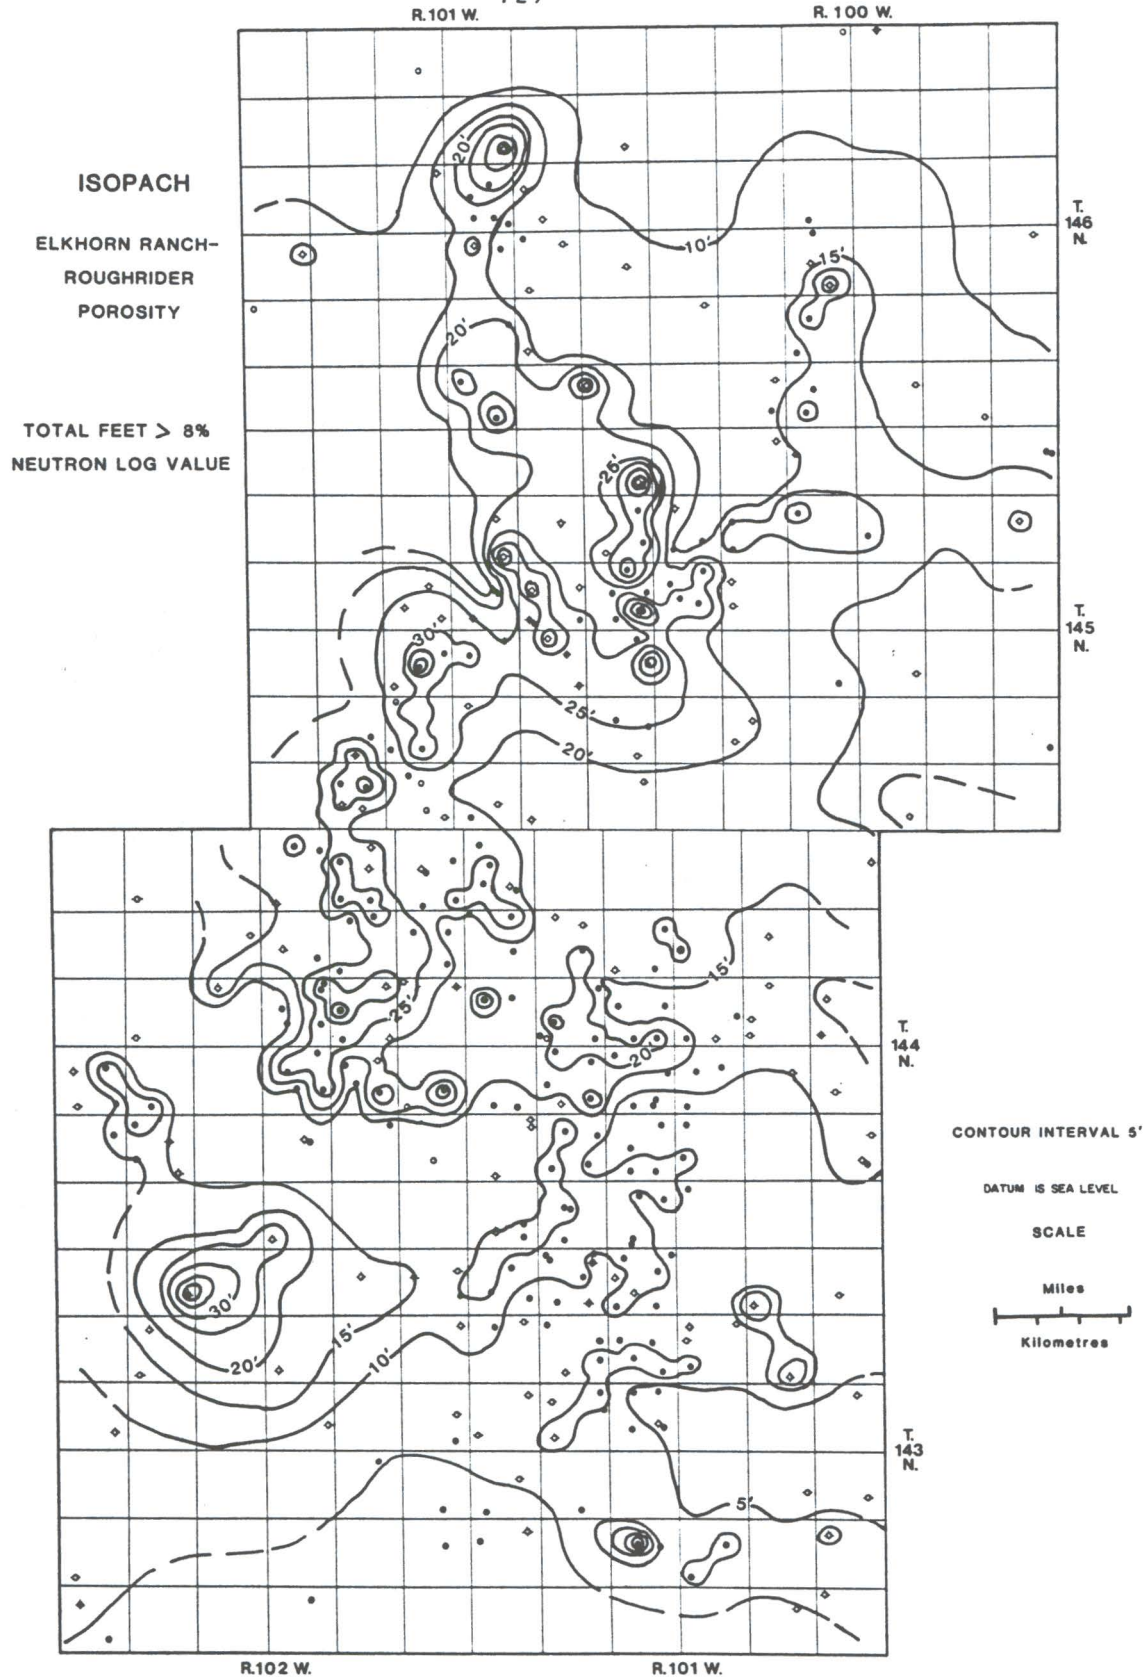 R.101 W.
R.100 W.
ISOPACH
ELKHORN RANCH-
ROUGHRIDER
POROSITY
TOTAL FEET > 8%
NEUTRON LOG VALUE
20'
10'
T.
146
N.
15'
20'
25'
30'
T.
145
N.
25'
20'
15'
25'
20'
T.
144
N.
CONTOUR INTERVAL 5'
DATUM IS SEA LEVEL
SCALE
Miles
Kilometres
30'
15'
20'
10'
T.
143
N.
5'
R.102 W.
R.101 W.